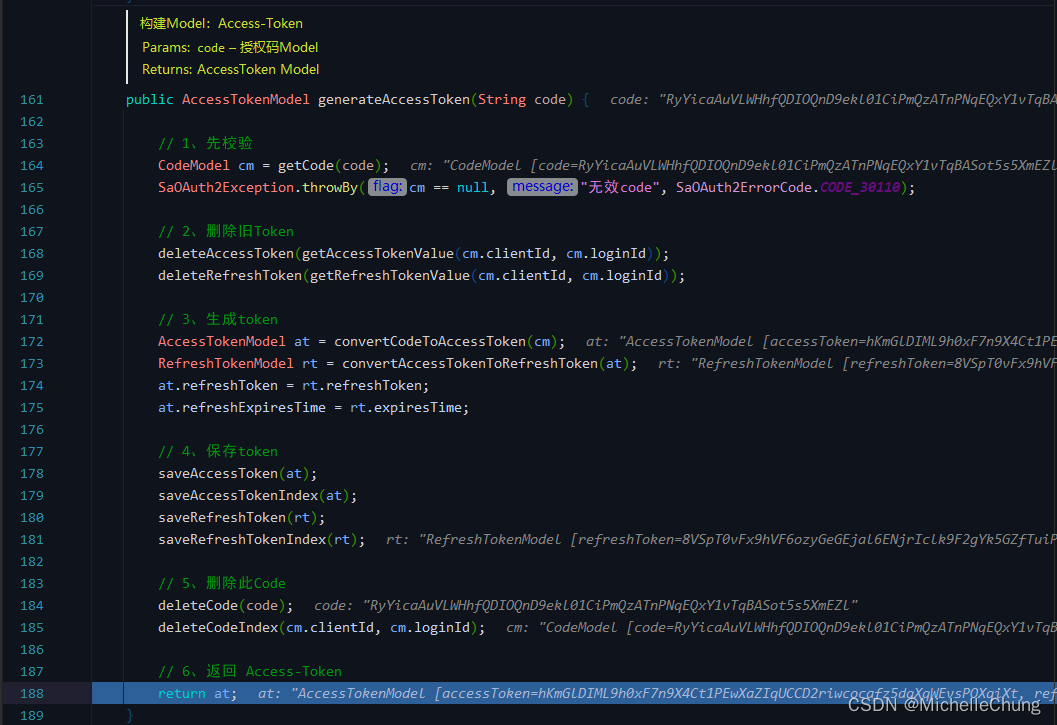 构建Model：Access-Token
Params: code – 授权码Model
Returns: AccessToken Model
161 public AccessTokenModel generateAccessToken(String code) { code: "RyYicaAuVLWHhfQDIOQnD9ekl01CiPmQzATnPNqEQxY1vTqBA
162
163 // 1、先校验
164 CodeModel cm = getCode(code); cm: "CodeModel [code=RyYicaAuVLWHhfQDIOQnD9ekl01CiPmQzATnPNqEQxY1vTqBASot5s5XmEZl
165 SaOAuth2Exception.throwBy( flag: cm == null, message: "无效code", SaOAuth2ErrorCode.CODE_30110);
166
167 // 2、删除旧Token
168 deleteAccessToken(getAccessTokenValue(cm.clientId, cm.loginId));
169 deleteRefreshToken(getRefreshTokenValue(cm.clientId, cm.loginId));
170
171 // 3、生成token
172 AccessTokenModel at = convertCodeToAccessToken(cm); at: "AccessTokenModel [accessToken=hKmGlDIML9h0xF7n9X4Ct1PE
173 RefreshTokenModel rt = convertAccessTokenToRefreshToken(at); rt: "RefreshTokenModel [refreshToken=8VSpT0vFx9hVF
174 at.refreshToken = rt.refreshToken;
175 at.refreshExpiresTime = rt.expiresTime;
176
177 // 4、保存token
178 saveAccessToken(at);
179 saveAccessTokenIndex(at);
180 saveRefreshToken(rt);
181 saveRefreshTokenIndex(rt); rt: "RefreshTokenModel [refreshToken=8VSpT0vFx9hVF6ozyGeGEjal6ENjrIclk9F2gYk5GZfTuiP
182
183 // 5、删除此Code
184 deleteCode(code); code: "RyYicaAuVLWHhfQDIOQnD9ekl01CiPmQzATnPNqEQxY1vTqBASot5s5XmEZl"
185 deleteCodeIndex(cm.clientId, cm.loginId); cm: "CodeModel [code=RyYicaAuVLWHhfQDIOQnD9ekl01CiPmQzATnPNqEQxY1vTqB
186
187 // 6、返回 Access-Token
188 return at; at: "AccessTokenModel [ref
189 }
CSDN @MichelleChung